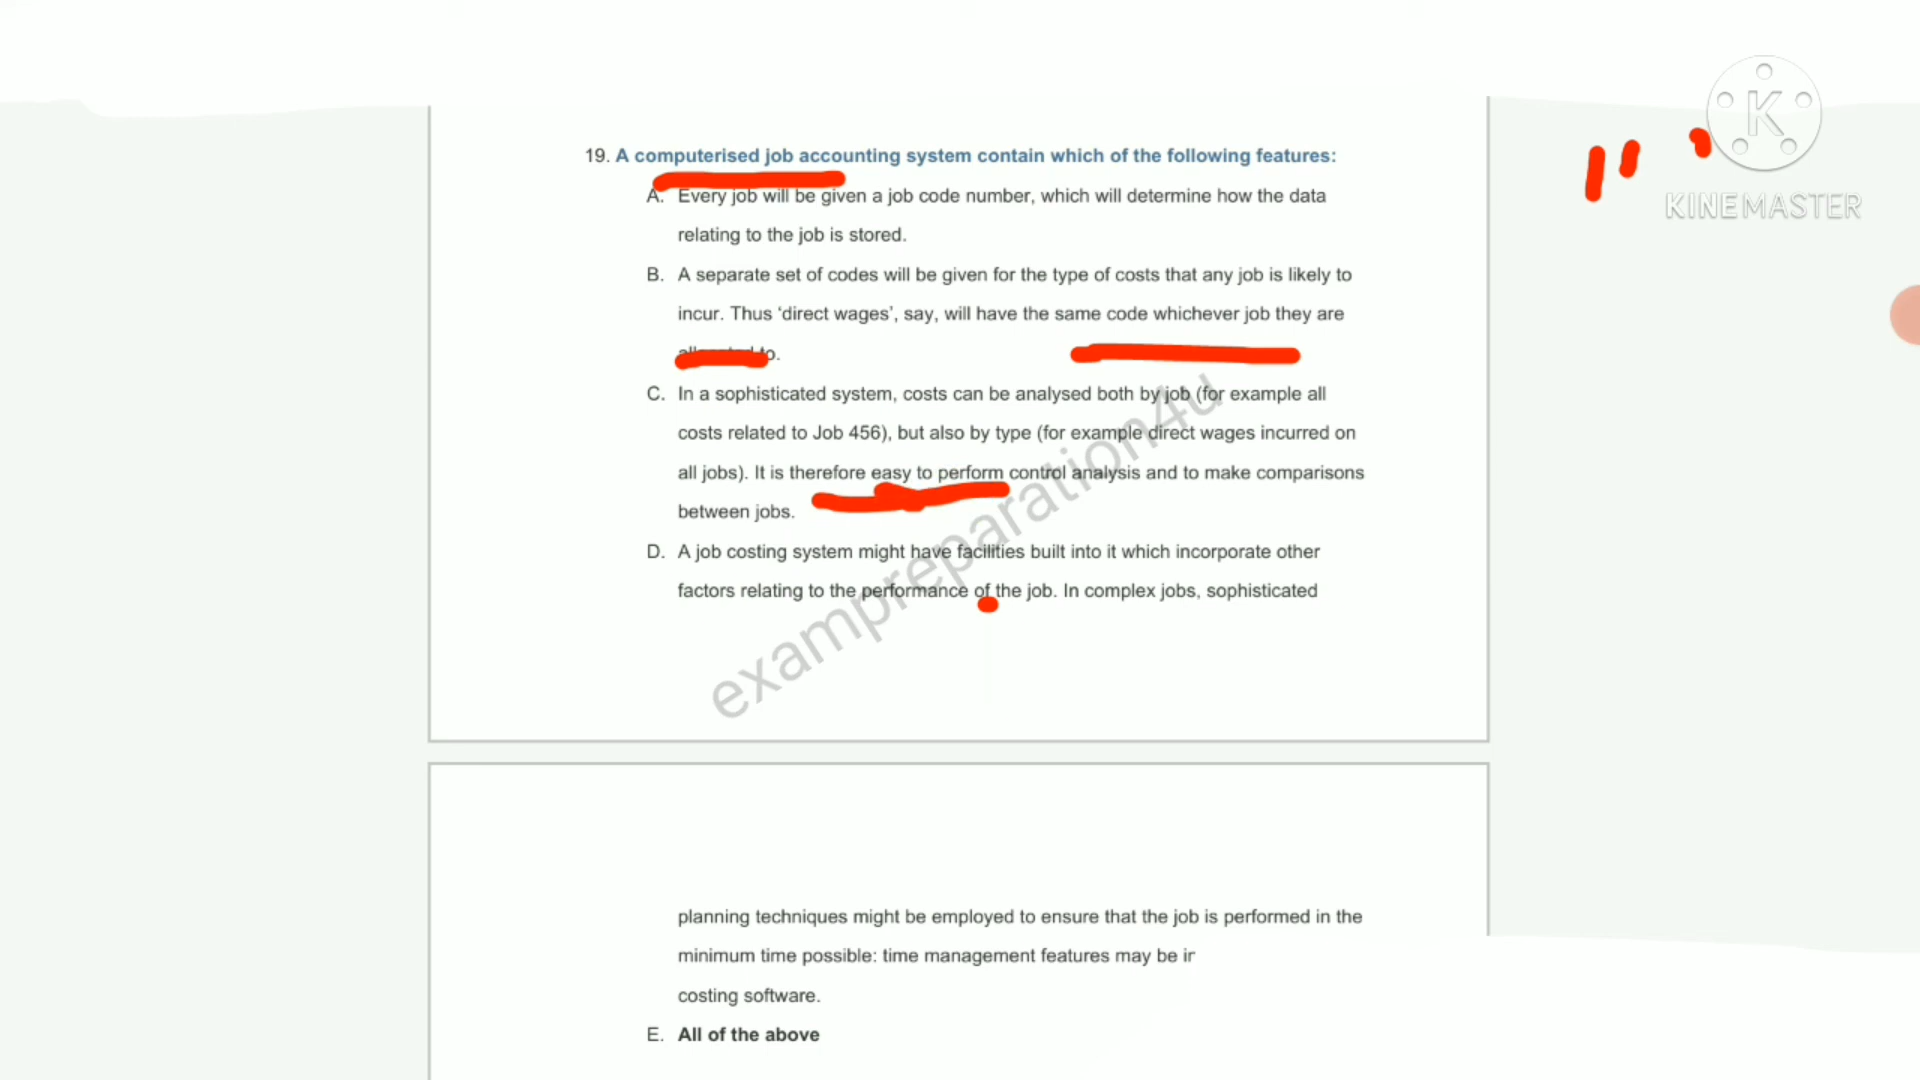 KINEMASTER
19. A computerised job accounting system contain which of the following features:
A. Every job will be given a job code number, which will determine how the data
relating to the job is stored.
B. A separate set of codes will be given for the type of costs that any job is likely to
incur. Thus ‘direct wages’, say, will have the same code whichever job they are
to.
C. In a sophisticated system, costs can be analysed both by job (for example all
costs related to Job 456), but also by type (for example direct wages incurred on
all jobs). It is therefore easy to perform control analysis and to make comparisons
between jobs.
D. A job costing system might have facilities built into it which incorporate other
factors relating to the performance of the job. In complex jobs, sophisticated
exampreparation4u
planning techniques might be employed to ensure that the job is performed in the
minimum time possible: time management features may be
costing software.
E. All of the above